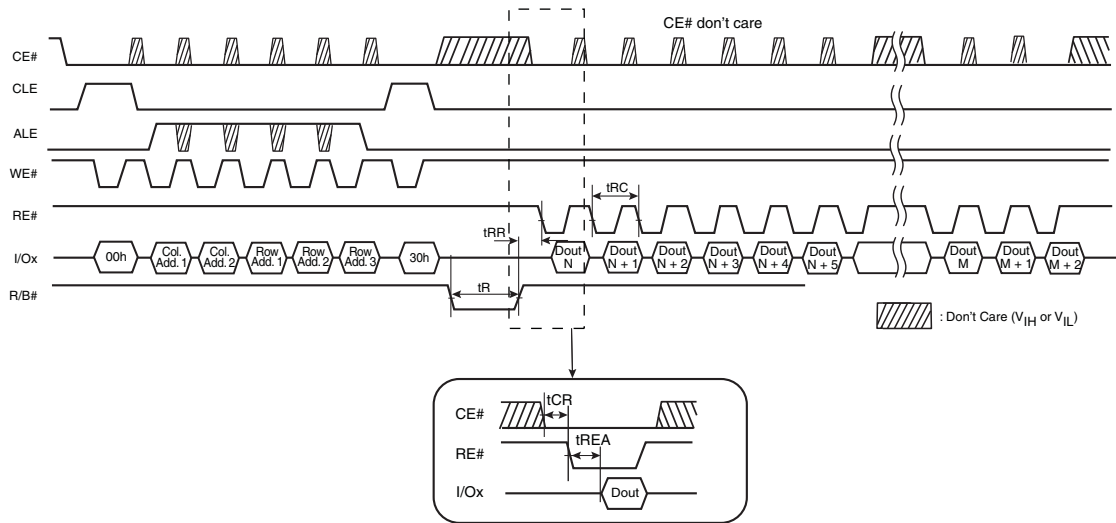 CE# don't care
CE#
CLE
ALE
WE#
tRC
RE#
tRR
I/Ox
00h
Col. Add. 1
Col. Add. 2
Row Add. 1
Row Add. 2
Row Add. 3
30h
Dout N
Dout N + 1
Dout N + 2
Dout N + 3
Dout N + 4
Dout N + 5
Dout M
Dout M + 1
Dout M + 2
tR
R/B#
: Don't Care (VIH or VIL)
tCR
CE#
tREA
RE#
I/Ox
Dout